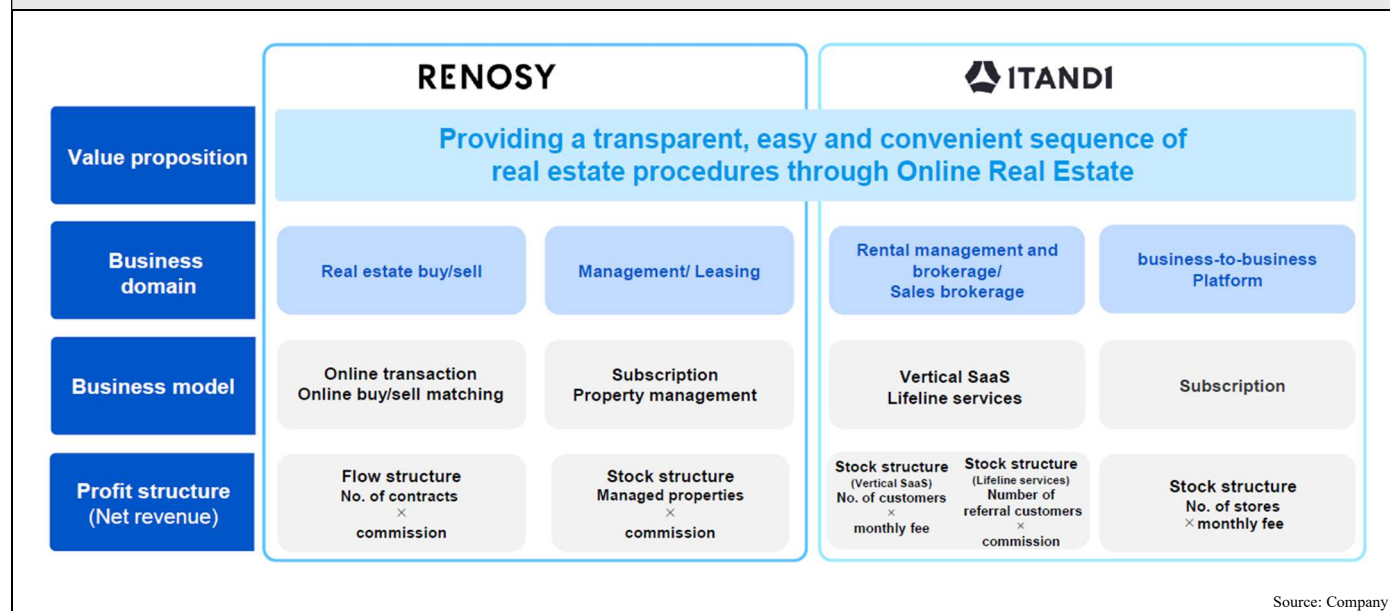 RENOSY
ITANDI
Value proposition
Providing a transparent, easy and convenient sequence of
real estate procedures through Online Real Estate
Business
domain
Real estate buy/sell
Management/ Leasing
Rental management and
brokerage/
Sales brokerage
business-to-business
Platform
Business model
Online transaction
Online buy/sell matching
Subscription
Property management
Vertical SaaS
Lifeline services
Subscription
Profit structure
(Net revenue)
Flow structure
No. of contracts
×
commission
Stock structure
Managed properties
×
commission
Stock structure
(Vertical SaaS)
No. of customers
×
monthly fee
Stock structure
(Lifeline services)
Number of
referral customers
×
commission
Stock structure
No. of stores
× monthly fee
Source: Company